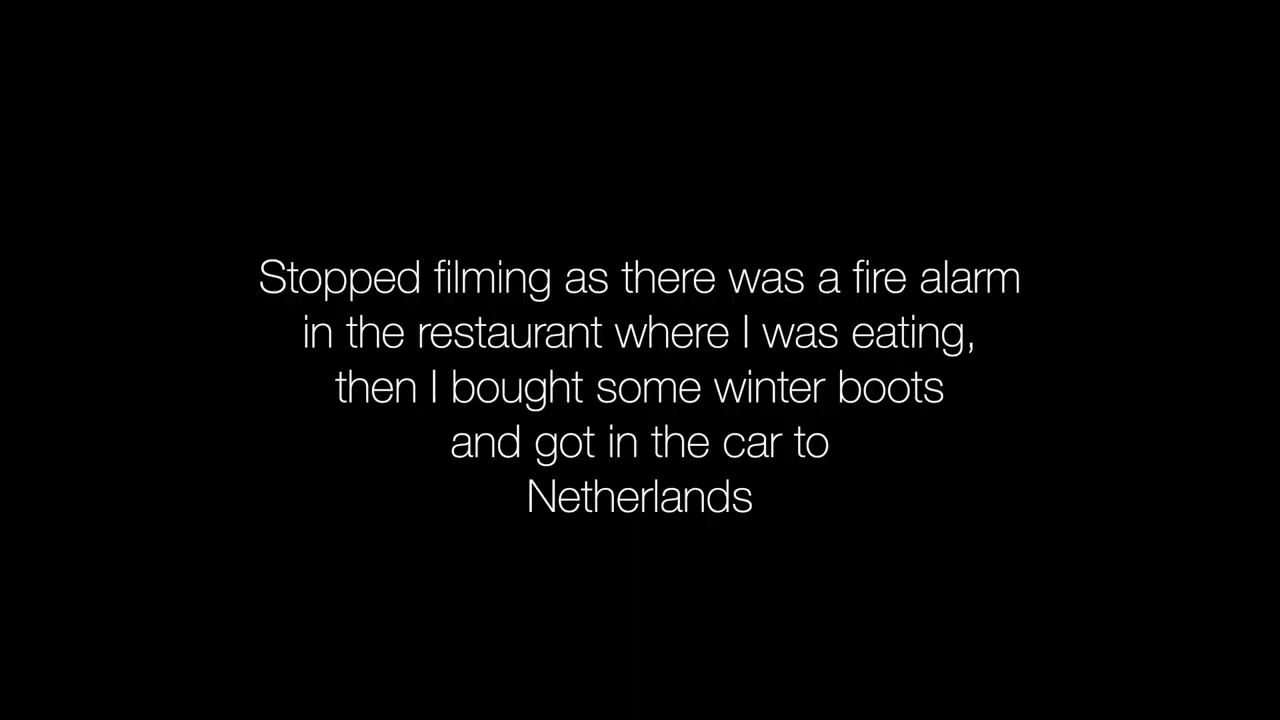 Stopped filming as there was a fire alarm
in the restaurant where I was eating,
then I bought some winter boots
and got in the car to
Netherlands